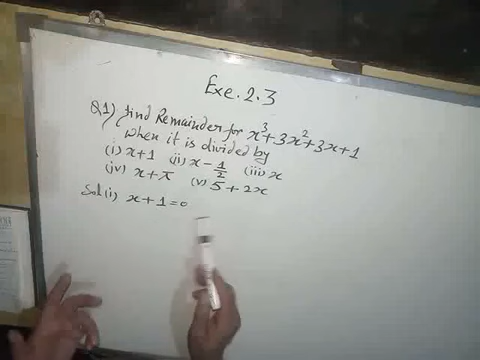 Exe. 2.3
Q1) find Remainder for x³+3x²+3x+1
when it is divided by
(i) x+1 (ii) x-1/2 (iii) x
(iv) x+π (v) 5+2x
Sol(i) x+1=0